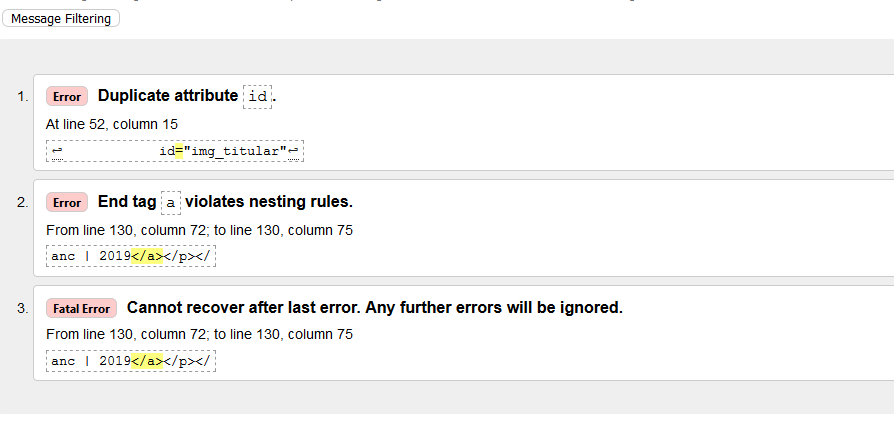 Message Filtering
1. Error Duplicate attribute id.
At line 52, column 15
↩ id="img_titular"↩
2. Error End tag a violates nesting rules.
From line 130, column 72; to line 130, column 75
anc | 2019</a></p></
3. Fatal Error Cannot recover after last error. Any further errors will be ignored.
From line 130, column 72; to line 130, column 75
anc | 2019</a></p></